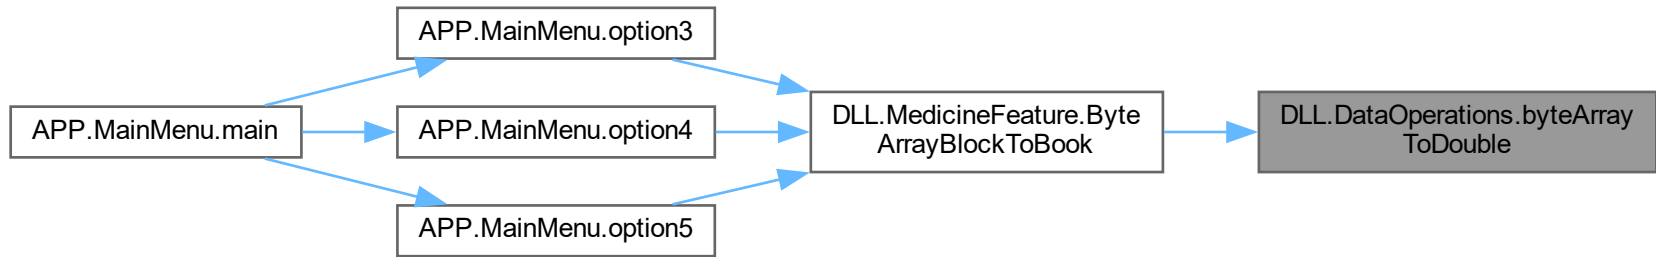 APP.MainMenu.main
APP.MainMenu.option3
APP.MainMenu.option4
APP.MainMenu.option5
DLL.MedicineFeature.Byte
ArrayBlockToBook
DLL.DataOperations.byteArray
ToDouble